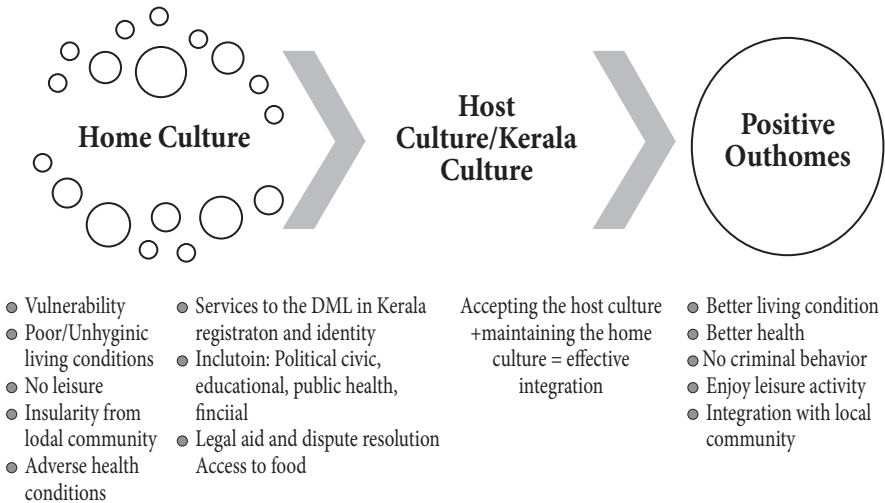 Home Culture
Host
Culture/Kerala
Culture
Positive
Outhomes
Vulnerability
Poor/Unhyginic
living conditions
No leisure
Insularity from
lodal community
Adverse health
conditions
Services to the DML in Kerala
registraton and identity
Inclutoin: Political civic,
educational, public health,
finciial
Legal aid and dispute resolution
Access to food
Accepting the host culture
+maintaining the home
culture = effective
integration
Better living condition
Better health
No criminal behavior
Enjoy leisure activity
Integration with local
community